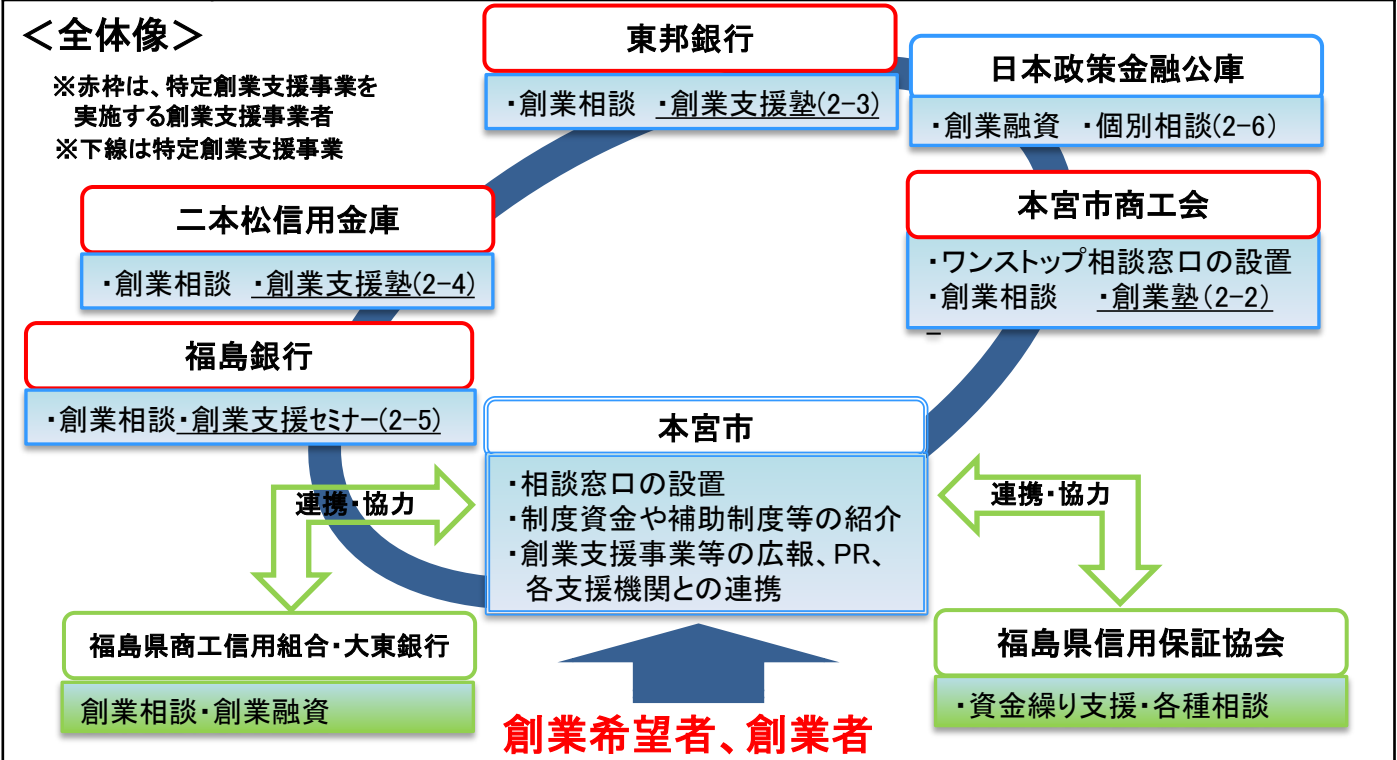 ＜全体像＞
※赤枠は、特定創業支援事業を
実施する創業支援事業者
※下線は特定創業支援事業
東邦銀行
・創業相談 ・創業支援塾(2-3)
日本政策金融公庫
・創業融資 ・個別相談(2-6)
二本松信用金庫
・創業相談 ・創業支援塾(2-4)
本宮市商工会
・ワンストップ相談窓口の設置
・創業相談 ・創業塾(2-2)
福島銀行
・創業相談・創業支援ｾﾐﾅｰ(2-5)
本宮市
・相談窓口の設置
・制度資金や補助制度等の紹介
・創業支援事業等の広報、PR、
各支援機関との連携
連携・協力
連携・協力
福島県商工信用組合・大東銀行
創業相談・創業融資
福島県信用保証協会
・資金繰り支援・各種相談
創業希望者、創業者